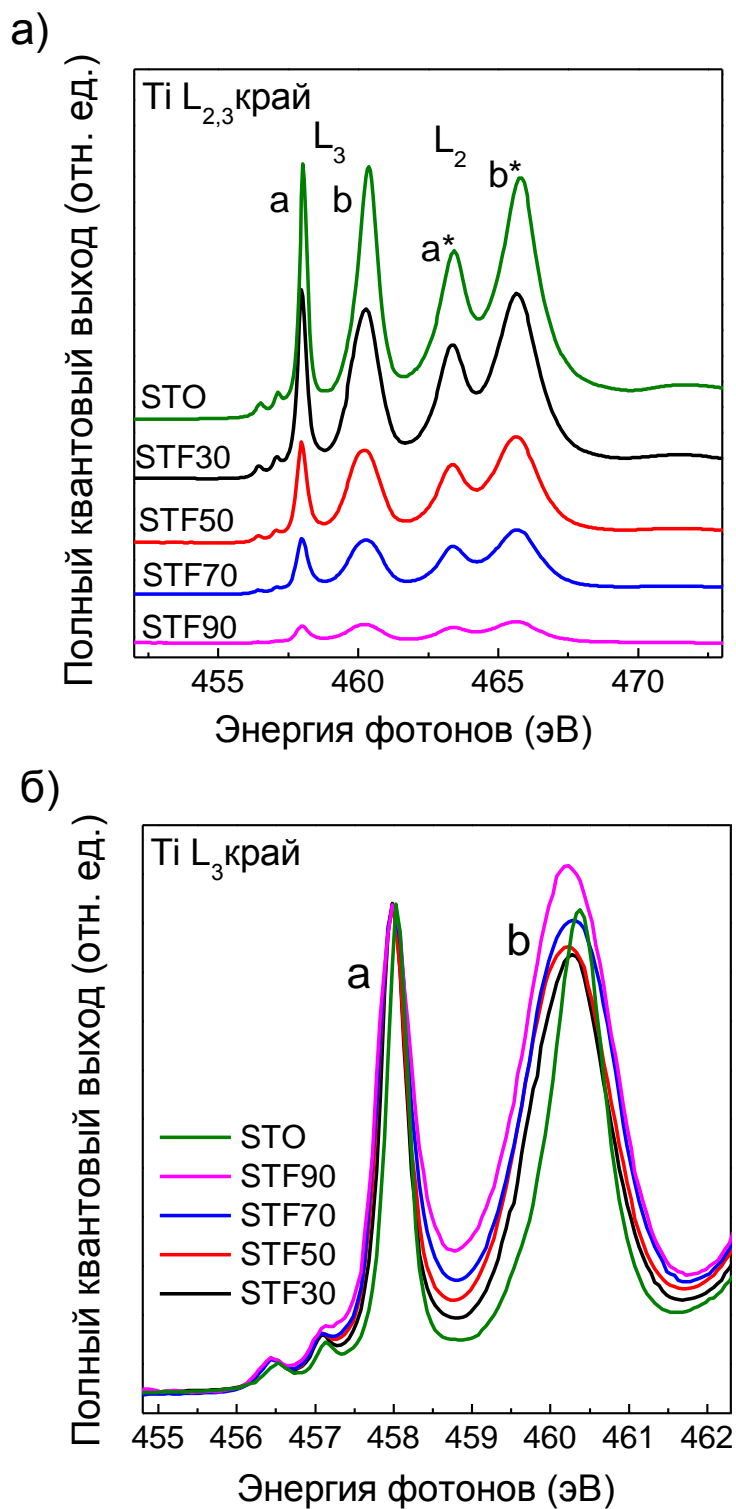 а)
Полный квантовый выход (отн. ед.)
Ti L2,3край
L3
L2
a
b
a*
b*
STO
STF30
STF50
STF70
STF90
455
460
465
470
Энергия фотонов (эВ)
б)
Полный квантовый выход (отн. ед.)
Ti L3край
a
b
STO
STF90
STF70
STF50
STF30
455
456
457
458
459
460
461
462
Энергия фотонов (эВ)